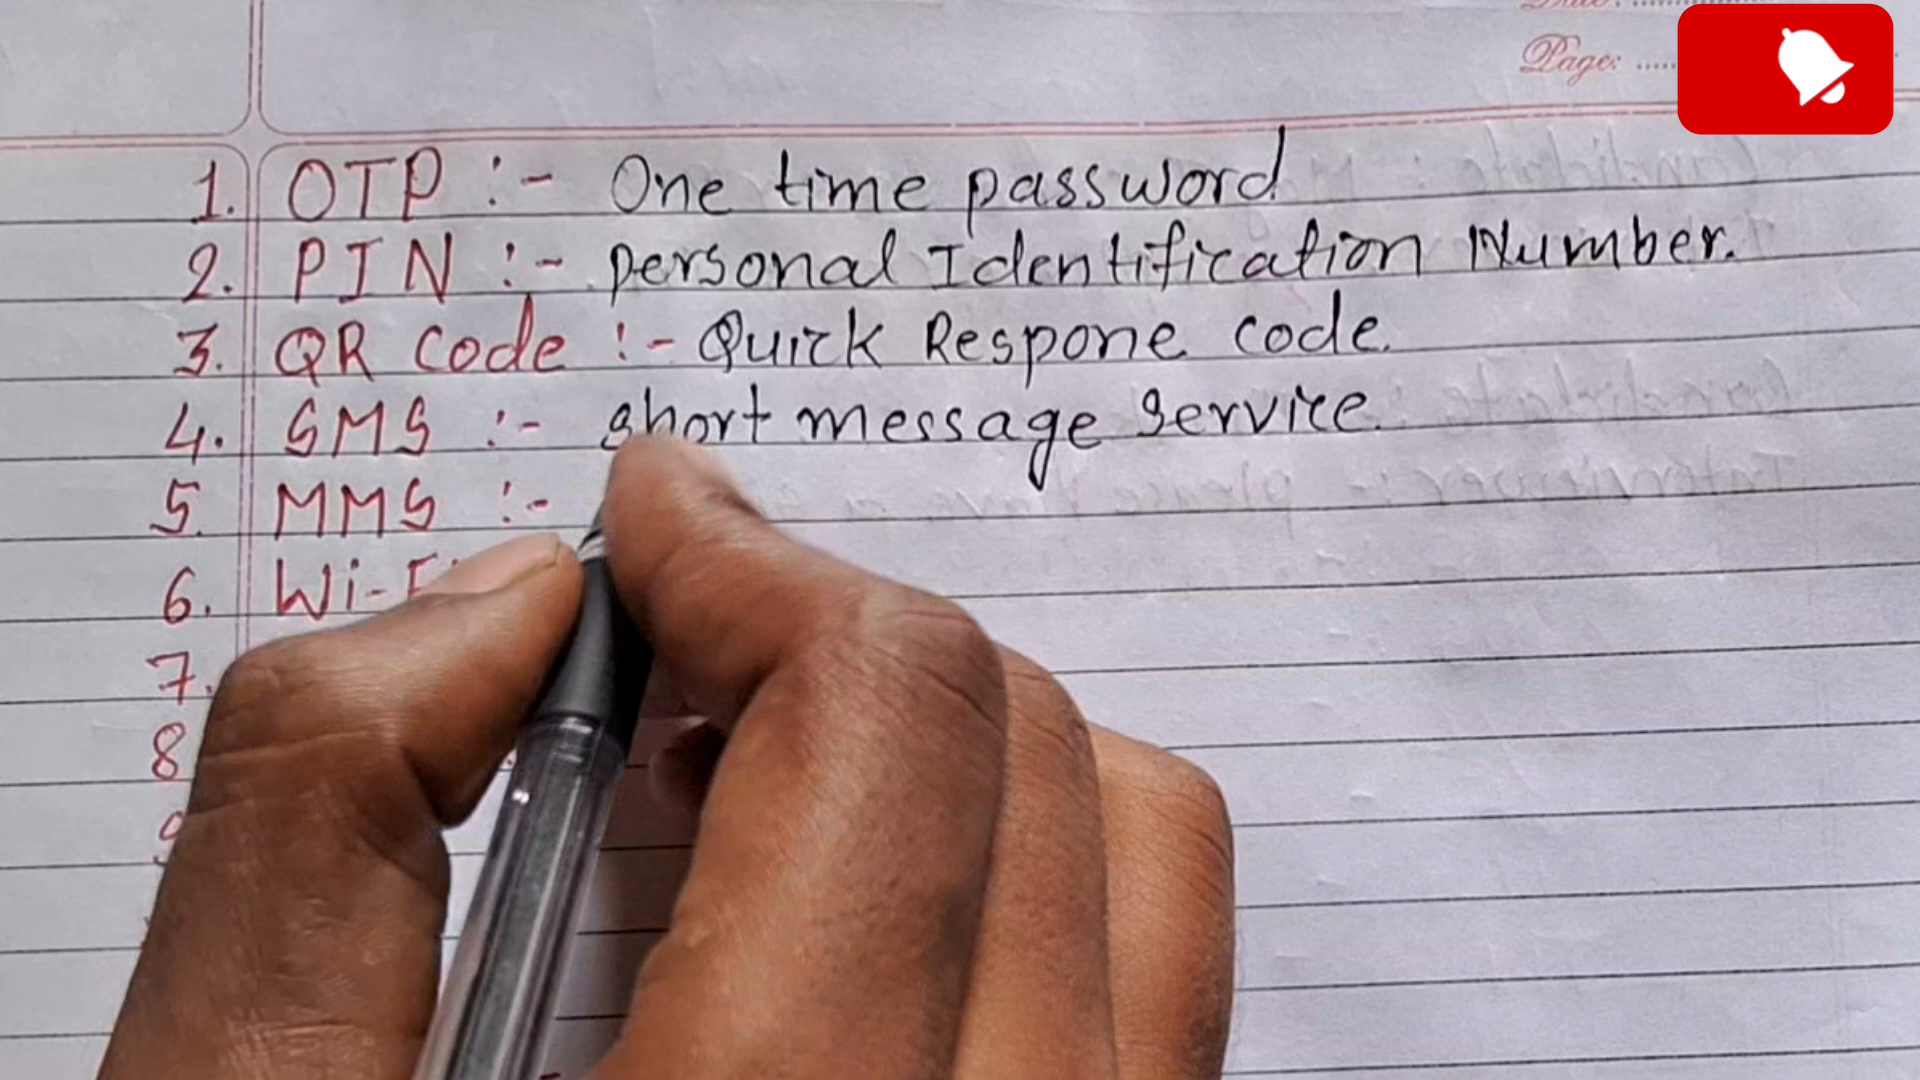 Page: ......
1. OTP :- One time password
2. PIN :- personal Identification Number.
3. QR Code :- Quick Respone code.
4. SMS :- short message service.
5. MMS :-
6. Wi-F
7.
8
9